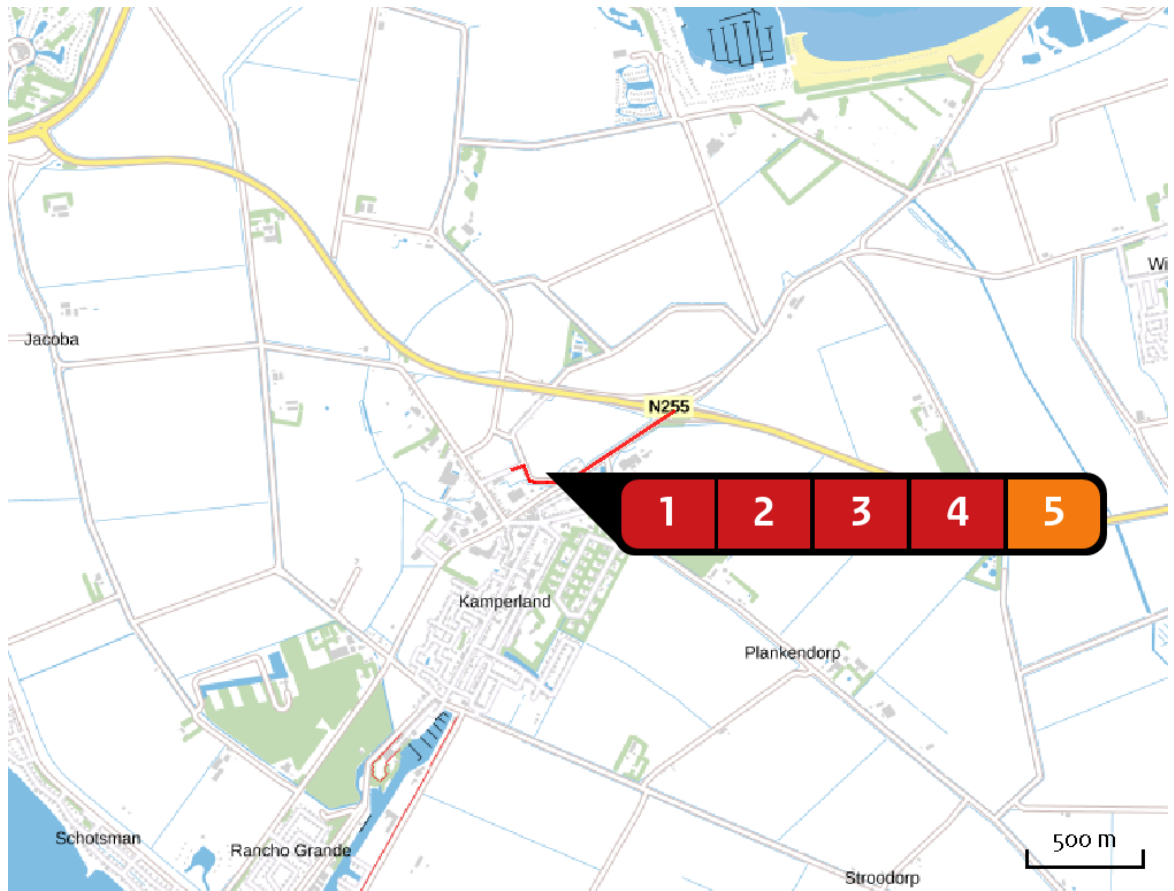 Wi
Jacoba
N255
1 2 3 4 5
Kamperland
Plankendorp
Schotsman
Rancho Grande
500 m
Stroodorp